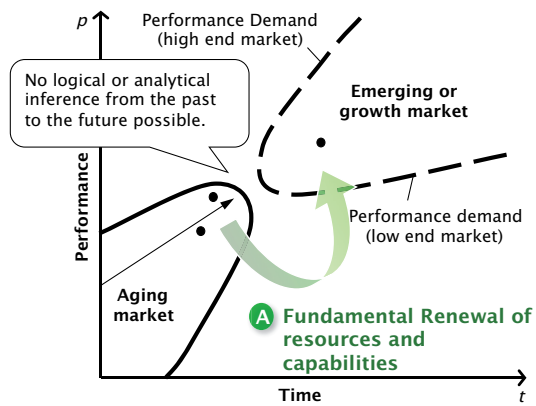 p
Performance Demand
(high end market)
No logical or analytical
inference from the past
to the future possible.
Emerging or
growth market
Performance
Performance demand
(low end market)
Aging
market
A
Fundamental Renewal of
resources and
capabilities
Time
t